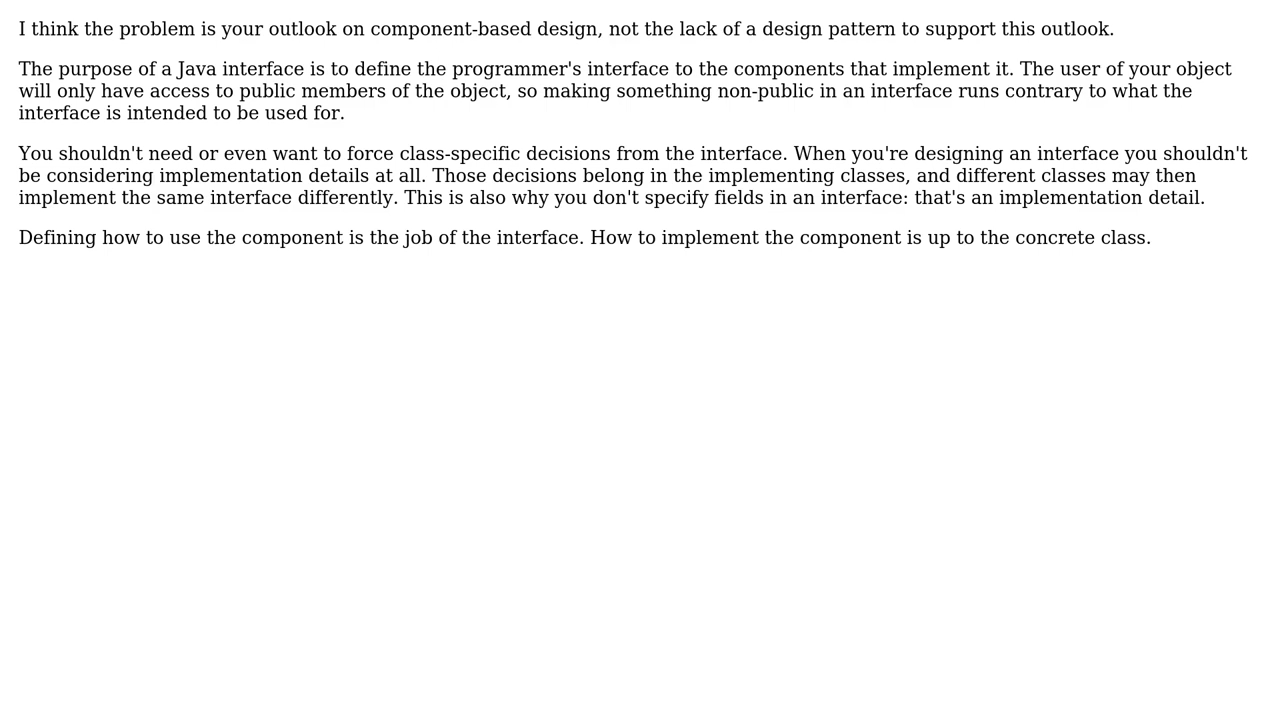 I think the problem is your outlook on component-based design, not the lack of a design pattern to support this outlook.
The purpose of a Java interface is to define the programmer's interface to the components that implement it. The user of your object
will only have access to public members of the object, so making something non-public in an interface runs contrary to what the
interface is intended to be used for.
You shouldn't need or even want to force class-specific decisions from the interface. When you're designing an interface you shouldn't
be considering implementation details at all. Those decisions belong in the implementing classes, and different classes may then
implement the same interface differently. This is also why you don't specify fields in an interface: that's an implementation detail.
Defining how to use the component is the job of the interface. How to implement the component is up to the concrete class.